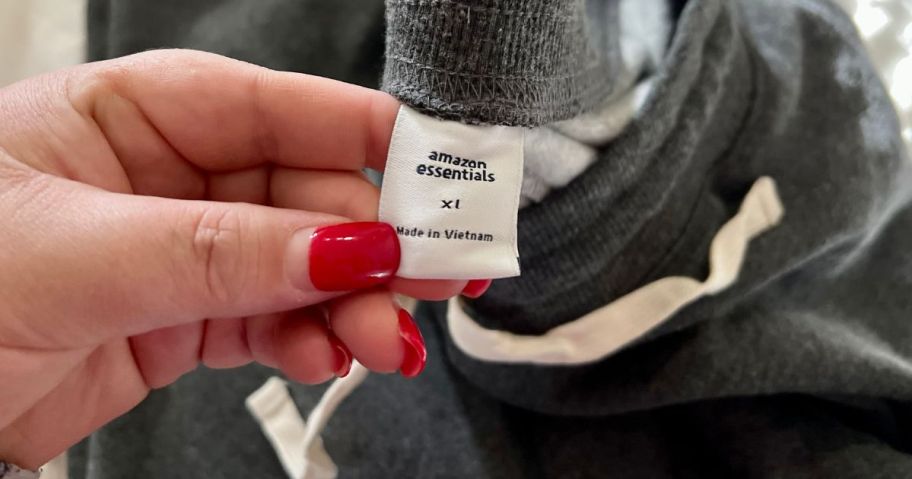 amazon
essentials
xl
Made in Vietnam